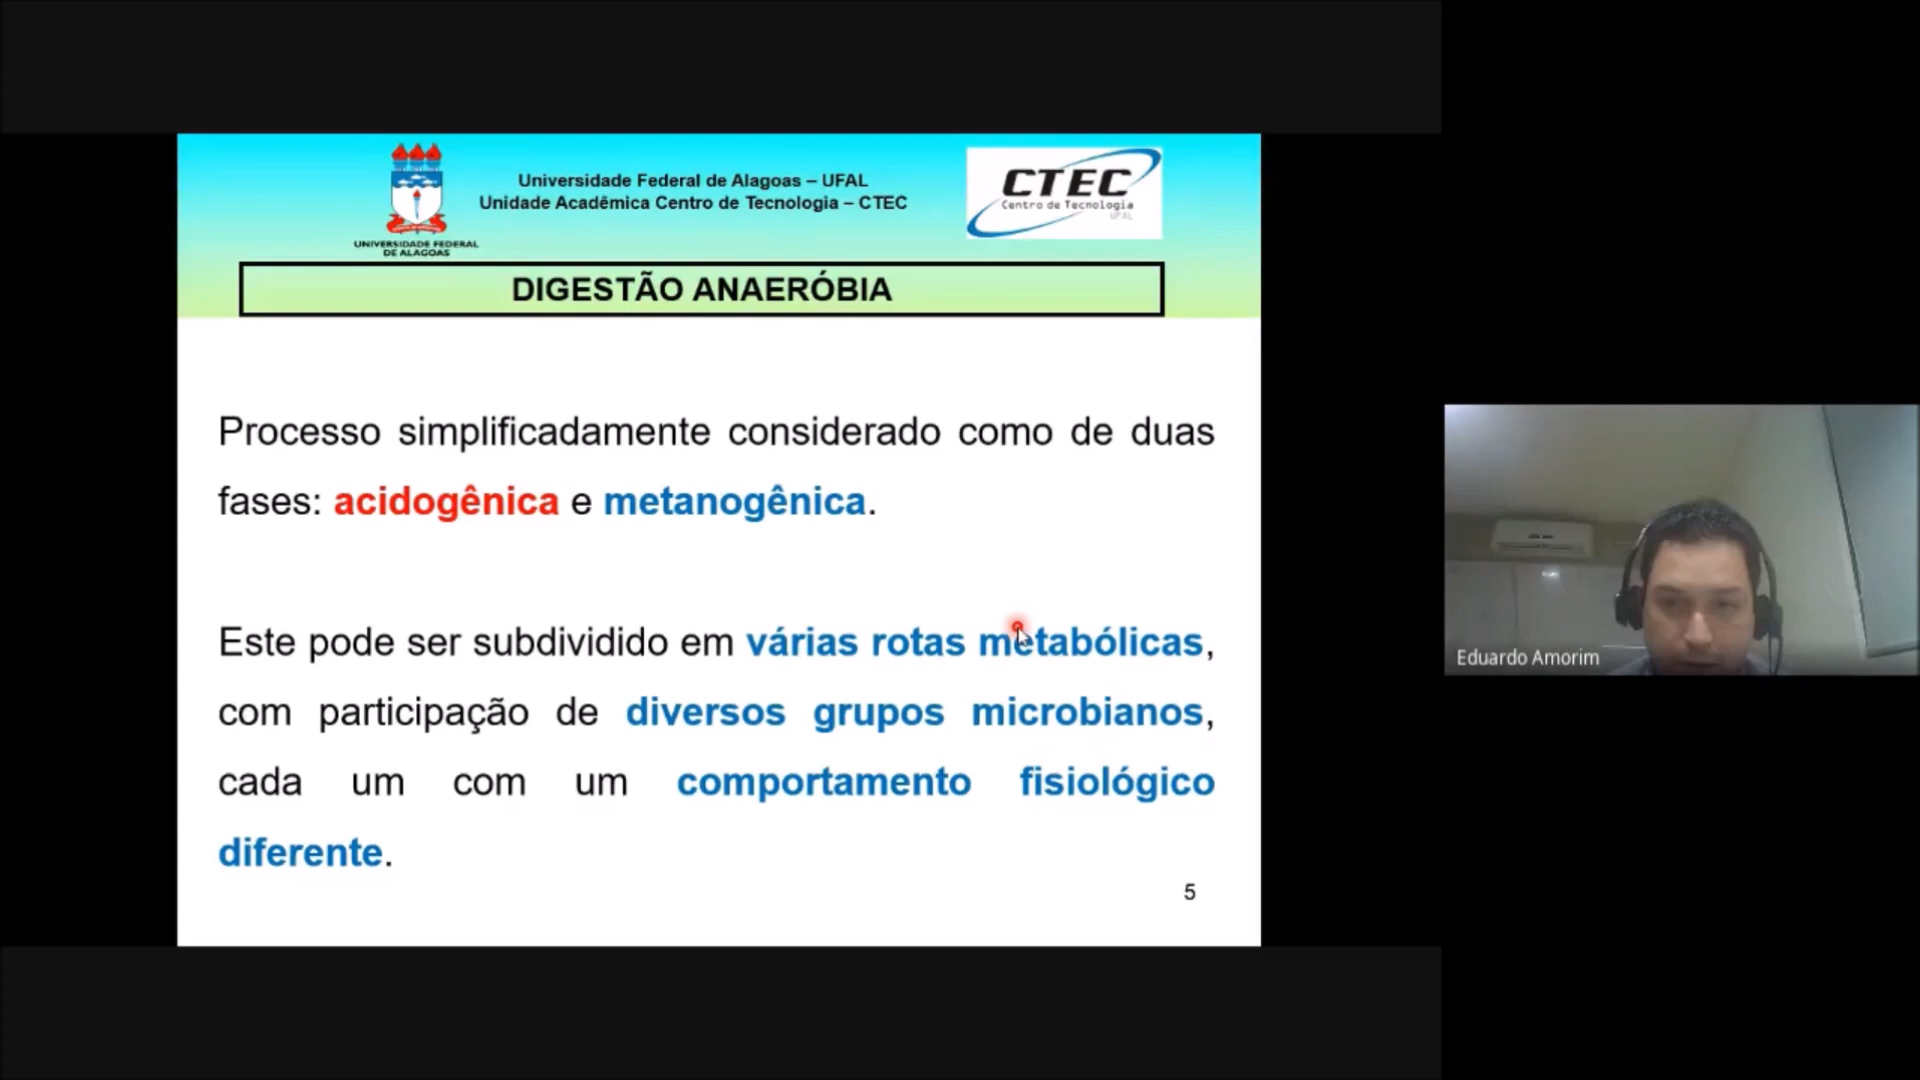 Universidade Federal de Alagoas – UFAL
Unidade Acadêmica Centro de Tecnologia – CTEC
UNIVERSIDADE FEDERAL
DE ALAGOAS
CTEC
Centro de Tecnologia
UFAL
DIGESTÃO ANAERÓBIA
Processo simplificadamente considerado como de duas
fases: acidogênica e metanogênica.
Este pode ser subdividido em várias rotas metabólicas,
com participação de diversos grupos microbianos,
cada um com um comportamento fisiológico
diferente.
5
Eduardo Amorim